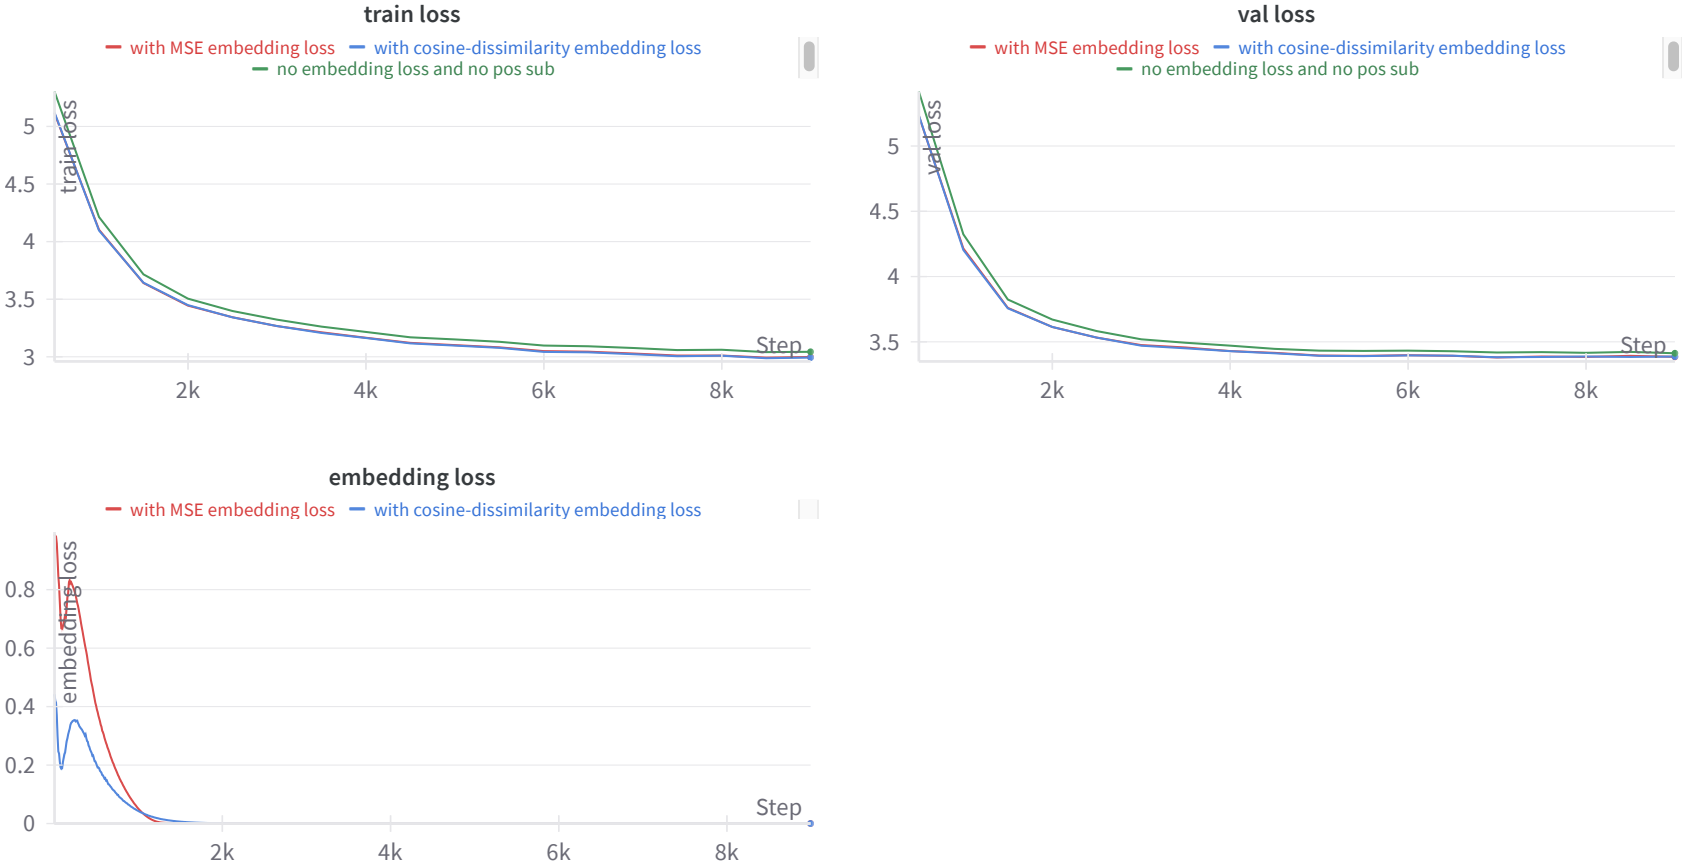 train loss
with MSE embedding loss with cosine-dissimilarity embedding loss
no embedding loss and no pos sub
train loss
5
4.5
4
3.5
3
Step
2k 4k 6k 8k
val loss
with MSE embedding loss with cosine-dissimilarity embedding loss
no embedding loss and no pos sub
val loss
5
4.5
4
3.5
Step
2k 4k 6k 8k
embedding loss
with MSE embedding loss with cosine-dissimilarity embedding loss
embedding loss
0.8
0.6
0.4
0.2
0
Step
2k 4k 6k 8k